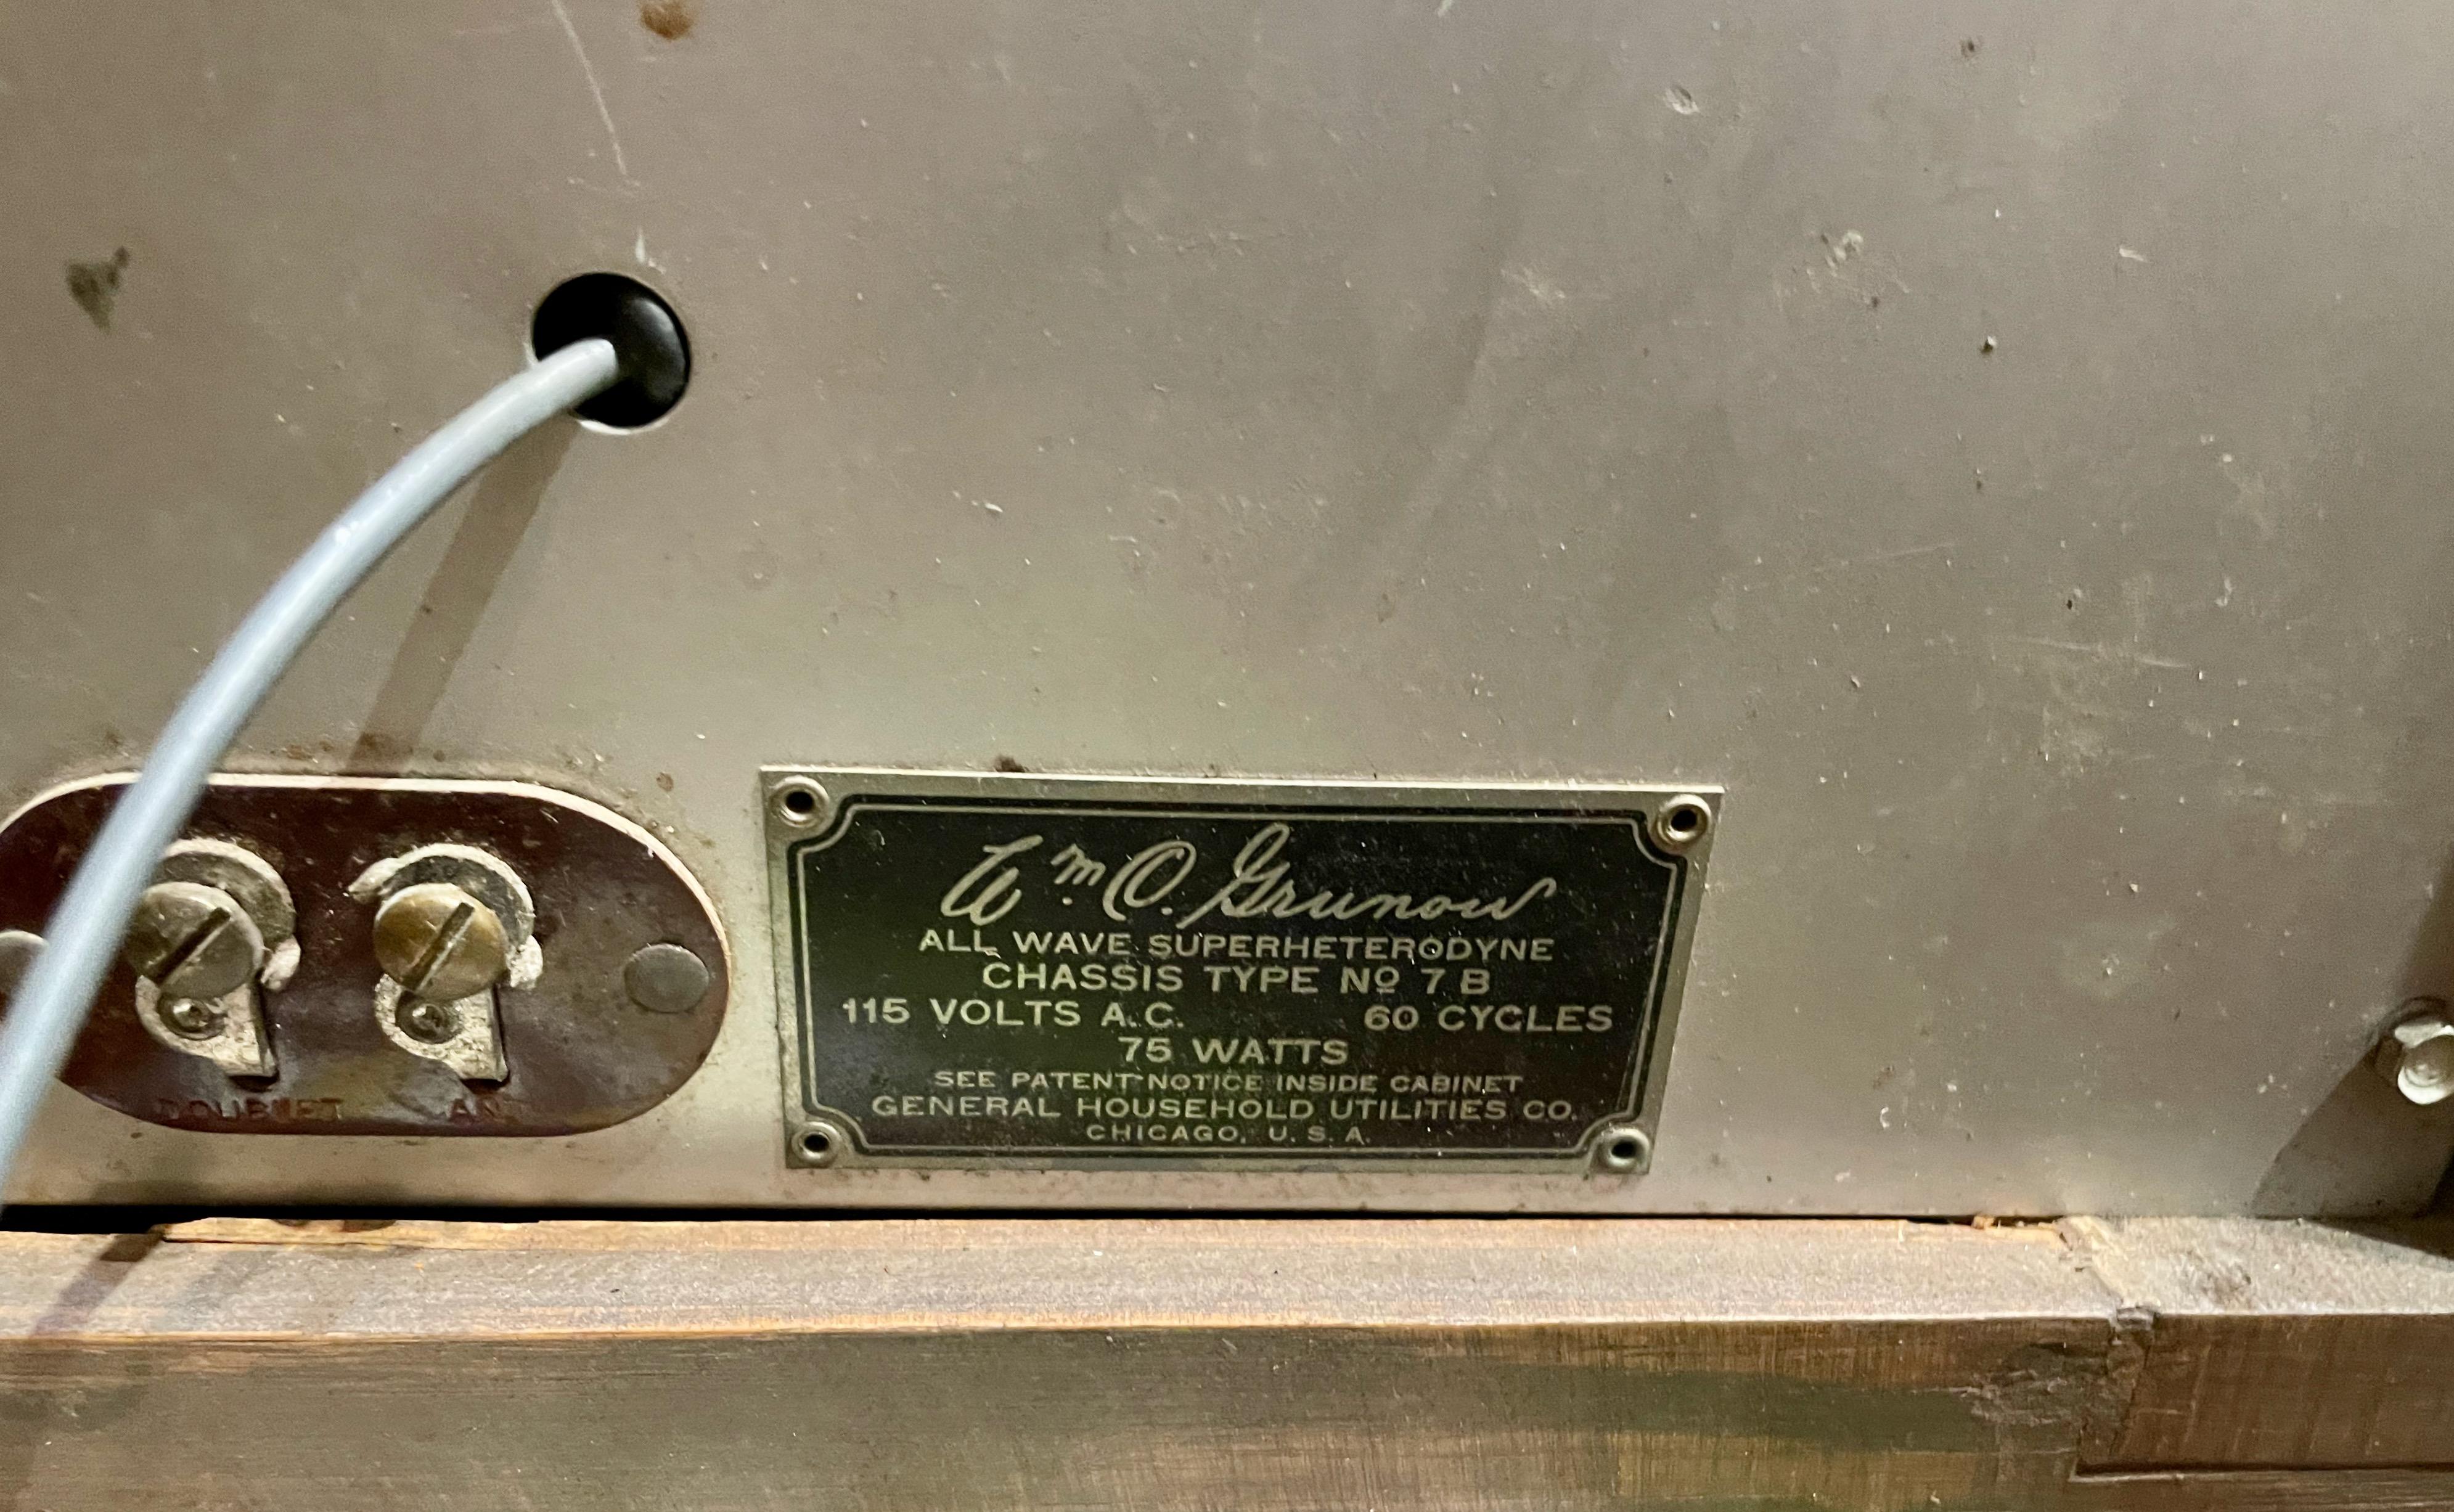 Wm C. Grunow
ALL WAVE SUPERHETERODYNE
CHASSIS TYPE Nº 7 B
115 VOLTS A.C. 60 CYCLES
75 WATTS
SEE PATENT NOTICE INSIDE CABINET
GENERAL HOUSEHOLD UTILITIES CO.
CHICAGO, U. S. A.
DOUBLET